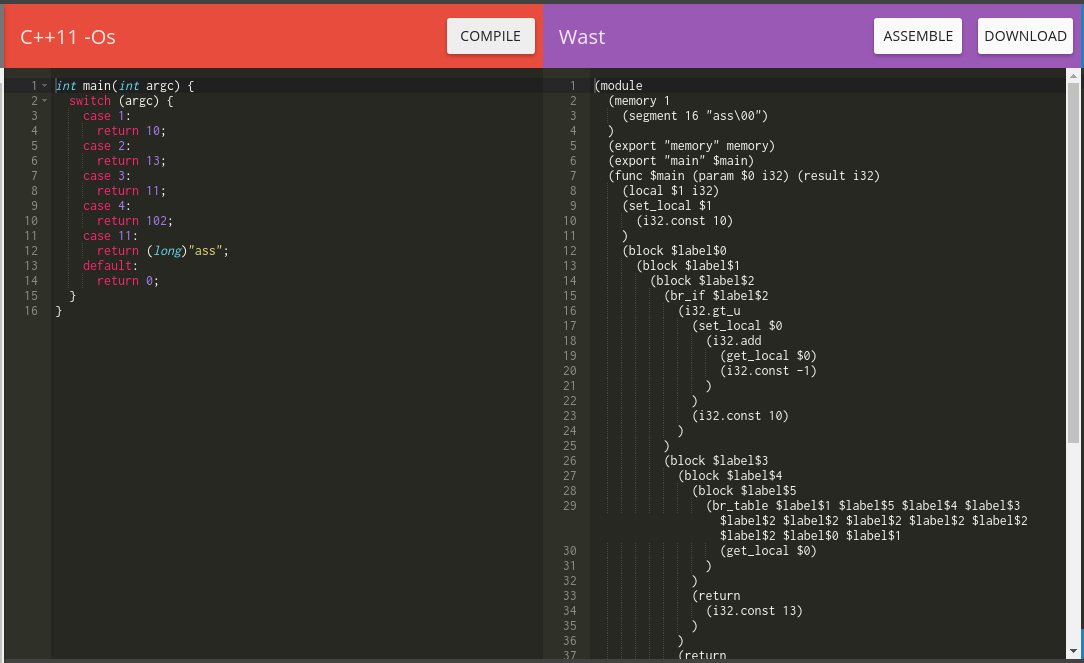 C++11 -Os
COMPILE
1 int main(int argc) {
2   switch (argc) {
3     case 1:
4       return 10;
5     case 2:
6       return 13;
7     case 3:
8       return 11;
9     case 4:
10       return 102;
11     case 11:
12       return (long)"ass";
13     default:
14       return 0;
15   }
16 }
Wast
ASSEMBLE
DOWNLOAD
1 (module
2   (memory 1
3     (segment 16 "ass\00")
4   )
5   (export "memory" memory)
6   (export "main" $main)
7   (func $main (param $0 i32) (result i32)
8     (local $1 i32)
9     (set_local $1
10       (i32.const 10)
11     )
12     (block $label$0
13       (block $label$1
14         (block $label$2
15           (br_if $label$2
16             (i32.gt_u
17               (set_local $0
18                 (i32.add
19                   (get_local $0)
20                   (i32.const -1)
21                 )
22               )
23               (i32.const 10)
24             )
25           )
26           (block $label$3
27             (block $label$4
28               (block $label$5
29                 (br_table $label$1 $label$5 $label$4 $label$3
$label$2 $label$2 $label$2 $label$2 $label$2
$label$2 $label$0 $label$1
30                   (get_local $0)
31                 )
32               )
33               (return
34                 (i32.const 13)
35               )
36             )
37             (return